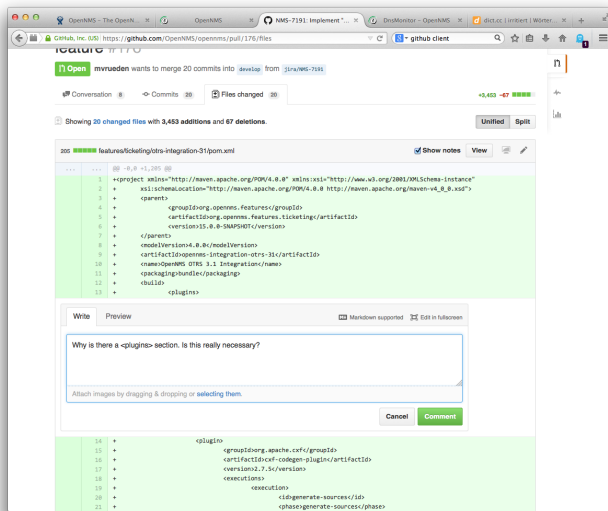 OpenNMS – The OpenN...
OpenNMS
NMS-7191: Implement "...
DnsMonitor – OpenNMS
dict.cc | irritiert | Wörter...
GitHub, Inc. (US) https://github.com/OpenNMS/opennms/pull/176/files
github client
feature #176
Open mvrueden wants to merge 20 commits into develop from jira/NMS-7191
Conversation 8 Commits 20 Files changed 20 +3,453 −67
Showing 20 changed files with 3,453 additions and 67 deletions. Unified Split
205 features/ticketing/otrs-integration-31/pom.xml Show notes View
... ... @@ -0,0 +1,205 @@
1 +<project xmlns="http://maven.apache.org/POM/4.0.0" xmlns:xsi="http://www.w3.org/2001/XMLSchema-instance"
2 + xsi:schemaLocation="http://maven.apache.org/POM/4.0.0 http://maven.apache.org/maven-v4_0_0.xsd">
3 + <parent>
4 + <groupId>org.opennms.features</groupId>
5 + <artifactId>org.opennms.features.ticketing</artifactId>
6 + <version>15.0.0-SNAPSHOT</version>
7 + </parent>
8 + <modelVersion>4.0.0</modelVersion>
9 + <artifactId>opennms-integration-otrs-31</artifactId>
10 + <name>OpenNMS OTRS 3.1 Integration</name>
11 + <packaging>bundle</packaging>
12 + <build>
13 + <plugins>
Write Preview Markdown supported Edit in fullscreen
Why is there a <plugins> section. Is this really necessary?
Attach images by dragging & dropping or selecting them.
Cancel Comment
14 + <plugin>
15 + <groupId>org.apache.cxf</groupId>
16 + <artifactId>cxf-codegen-plugin</artifactId>
17 + <version>2.7.5</version>
18 + <executions>
19 + <execution>
20 + <id>generate-sources</id>
21 + <phase>generate-sources</phase>